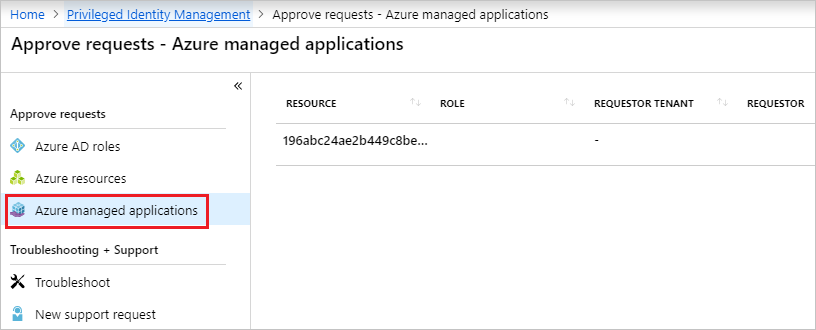 Home > Privileged Identity Management > Approve requests - Azure managed applications
Approve requests - Azure managed applications
«
Approve requests
Azure AD roles
Azure resources
Azure managed applications
Troubleshooting + Support
Troubleshoot
New support request
RESOURCE ↑↓ ROLE ↑↓ REQUESTOR TENANT ↑↓ REQUESTOR
196abc24ae2b449c8be... -